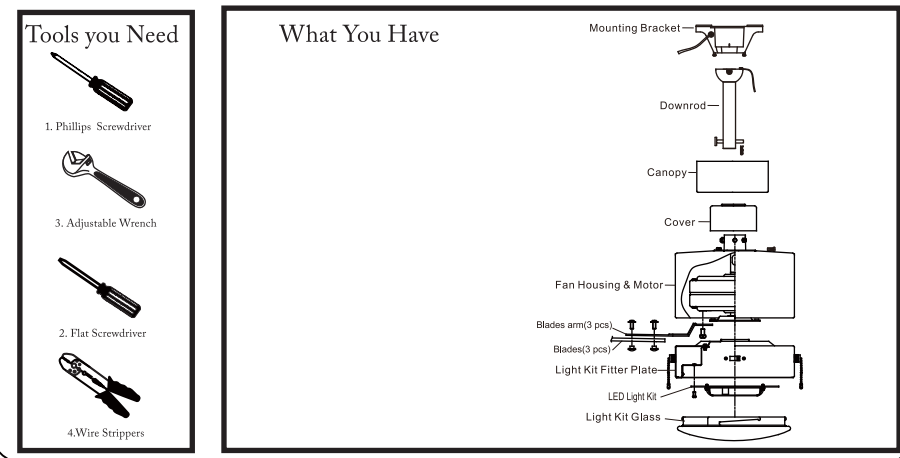 Tools you Need
1. Phillips Screwdriver
3. Adjustable Wrench
2. Flat Screwdriver
4.Wire Strippers
What You Have
Mounting Bracket
Downrod
Canopy
Cover
Fan Housing & Motor
Blades arm(3 pcs)
Blades(3 pcs)
Light Kit Fitter Plate
LED Light Kit
Light Kit Glass